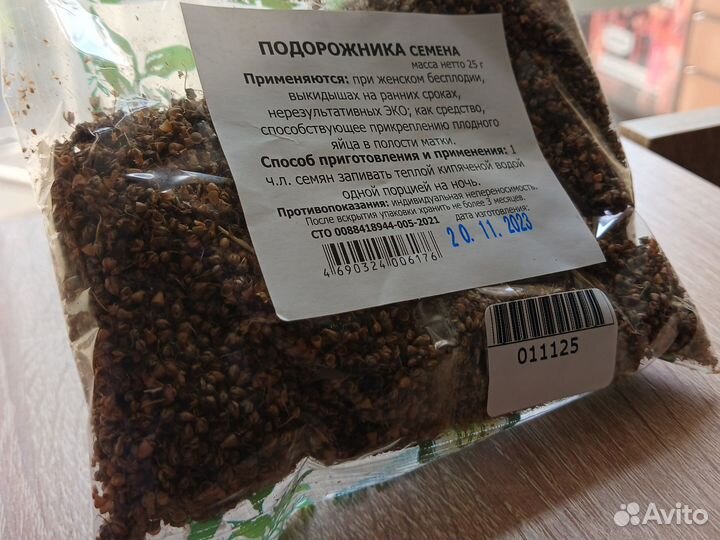 ПОДОРОЖНИКА СЕМЕНА
масса нетто 25 г
Применяются: при женском бесплодии,
выкидышах на ранних сроках,
нерезультативных ЭКО; как средство,
способствующее прикреплению плодного
яйца в полости матки.
Способ приготовления и применения: 1
ч.л. семян запивать теплой кипяченой водой
одной порцией на ночь.
Противопоказания: индивидуальная непереносимость.
После вскрытия упаковки хранить не более 3 месяцев.
СТО 0088418944-005-2021
дата изготовления:
20.11.2023
4 690324 006176
011125
Avito